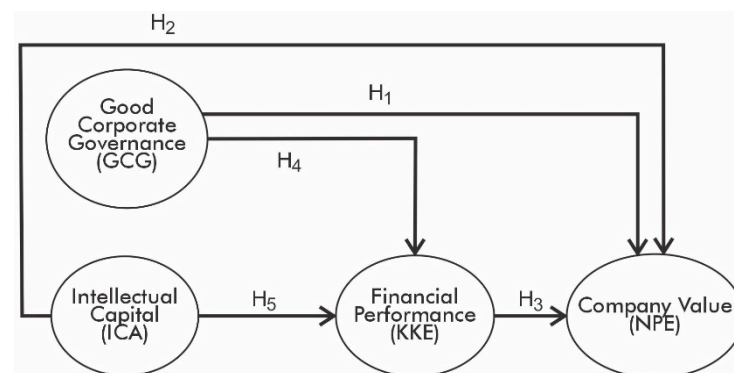 H2
Good
Corporate
Governance
(GCG)
H1
H4
Intellectual
Capital
(ICA)
H5
Financial
Performance
(KKE)
H3
Company Value
(NPE)